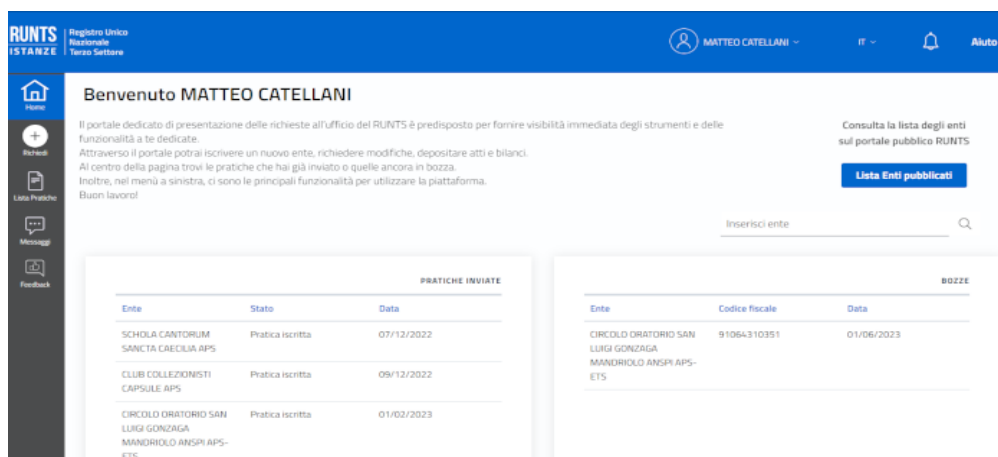 RUNTS
ISTANZE
Registro Unico
Nazionale
Terzo Settore
MATTEO CATELLANI
IT
Aiuto
Home
Richiedi
Lista Pratiche
Messaggi
Feedback
Benvenuto MATTEO CATELLANI
Il portale dedicato di presentazione delle richieste all'ufficio del RUNTS è predisposto per fornire visibilità immediata degli strumenti e delle
funzionalità a te dedicate.
Attraverso il portale potrai iscrivere un nuovo ente, richiedere modifiche, depositare atti e bilanci.
Al centro della pagina trovi le pratiche che hai già inviato o quelle ancora in bozza.
Inoltre, nel menù a sinistra, ci sono le principali funzionalità per utilizzare la piattaforma.
Buon lavoro!
Consulta la lista degli enti
sul portale pubblico RUNTS
Lista Enti pubblicati
Inserisci ente
PRATICHE INVIATE
Ente Stato Data
SCHOLA CANTORUM Pratica iscritta 07/12/2022
SANCTA CAECILIA APS
CLUB COLLEZIONISTI Pratica iscritta 09/12/2022
CAPSULE APS
CIRCOLO ORATORIO SAN Pratica iscritta 01/02/2023
LUIGI GONZAGA
MANDRIOLO ANSPI APS-
ETS
BOZZE
Ente Codice fiscale Data
CIRCOLO ORATORIO SAN 91064310351 01/06/2023
LUIGI GONZAGA
MANDRIOLO ANSPI APS-
ETS